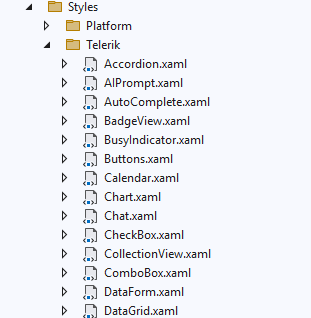 Styles
Platform
Telerik
Accordion.xaml
AIPrompt.xaml
AutoComplete.xaml
BadgeView.xaml
BusyIndicator.xaml
Buttons.xaml
Calendar.xaml
Chart.xaml
Chat.xaml
CheckBox.xaml
CollectionView.xaml
ComboBox.xaml
DataForm.xaml
DataGrid.xaml